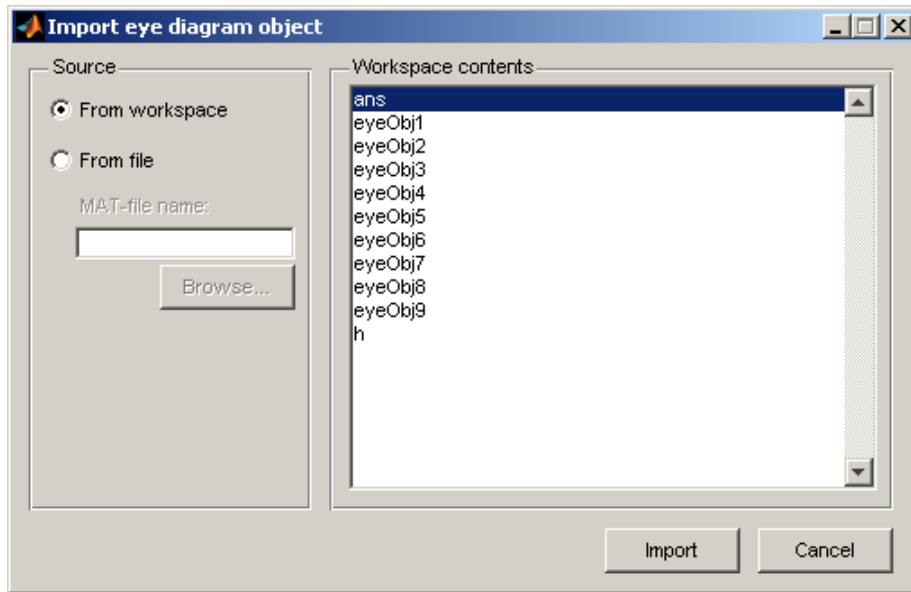 Import eye diagram object
Source
From workspace
From file
MAT-file name:
Browse...
Workspace contents
ans
eyeObj1
eyeObj2
eyeObj3
eyeObj4
eyeObj5
eyeObj6
eyeObj7
eyeObj8
eyeObj9
h
Import
Cancel